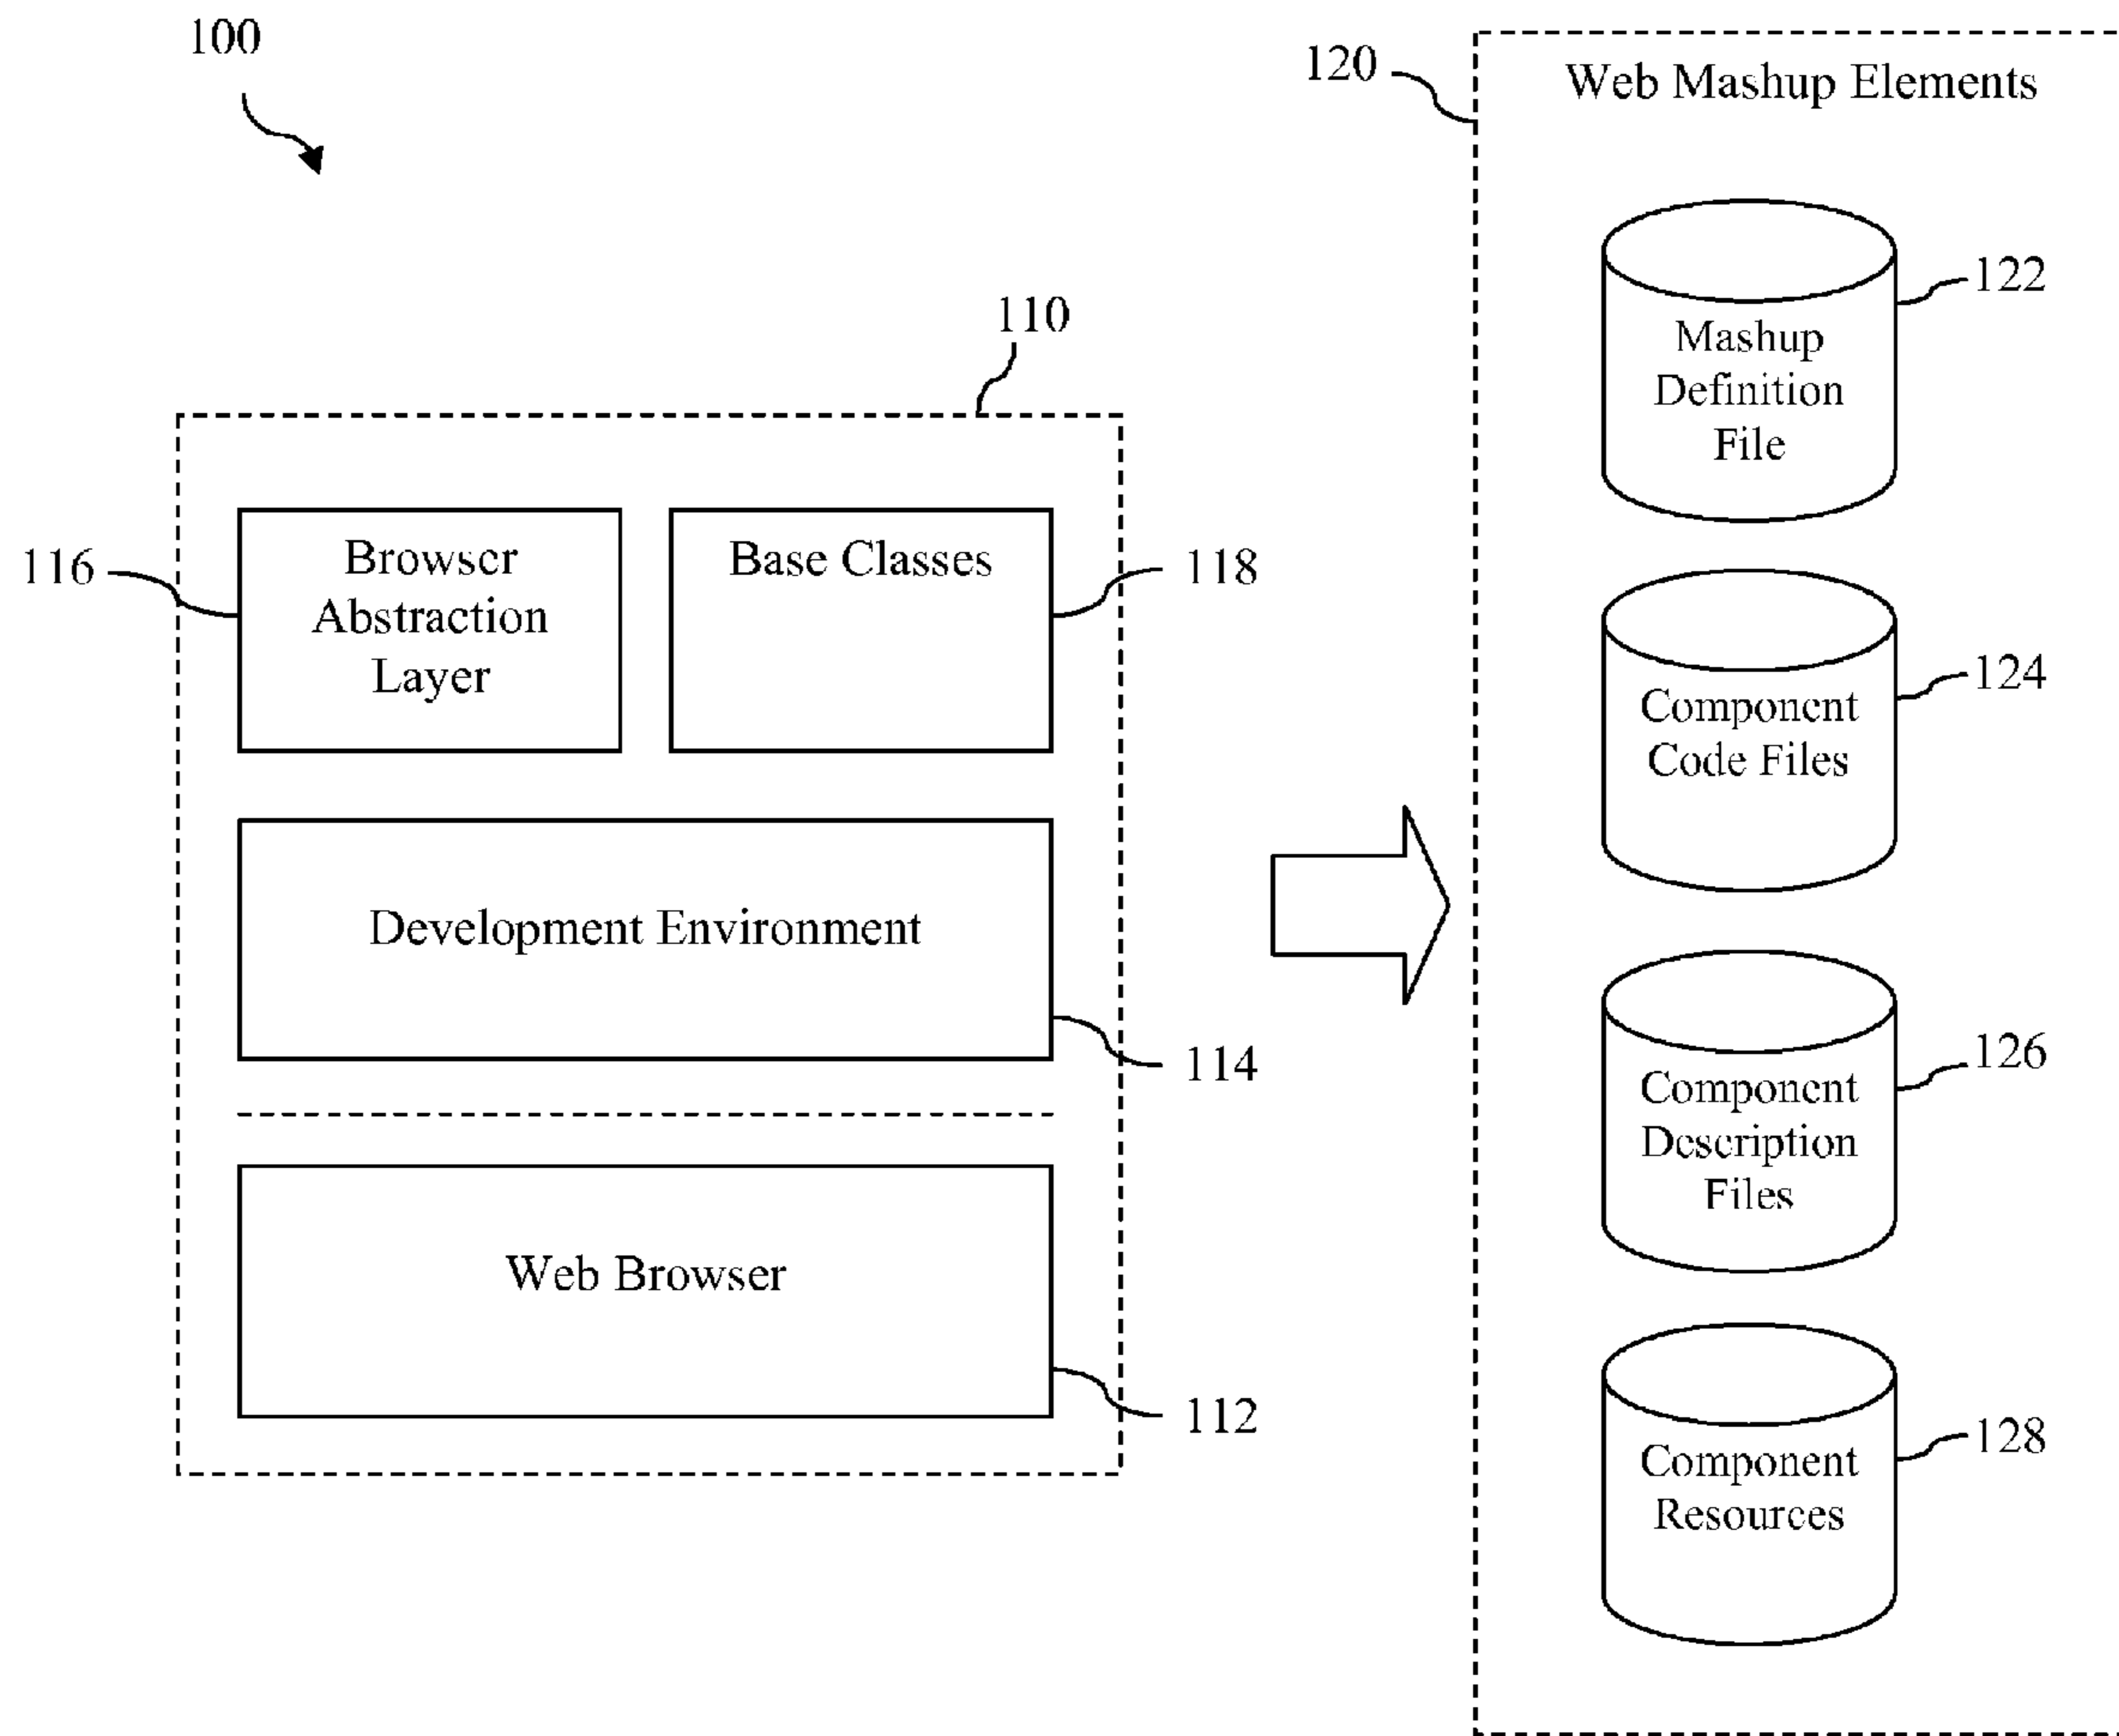 100
120
Web Mashup Elements
122
Mashup
Definition
File
110
116
Browser
Abstraction
Layer
Base Classes
118
124
Component
Code Files
Development Environment
114
126
Component
Description
Files
Web Browser
112
128
Component
Resources